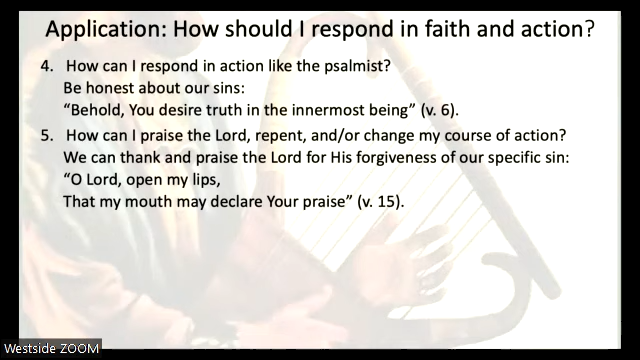 Application: How should I respond in faith and action?
4. How can I respond in action like the psalmist?
Be honest about our sins:
“Behold, You desire truth in the innermost being” (v. 6).
5. How can I praise the Lord, repent, and/or change my course of action?
We can thank and praise the Lord for His forgiveness of our specific sin:
“O Lord, open my lips,
That my mouth may declare Your praise” (v. 15).
Westside ZOOM